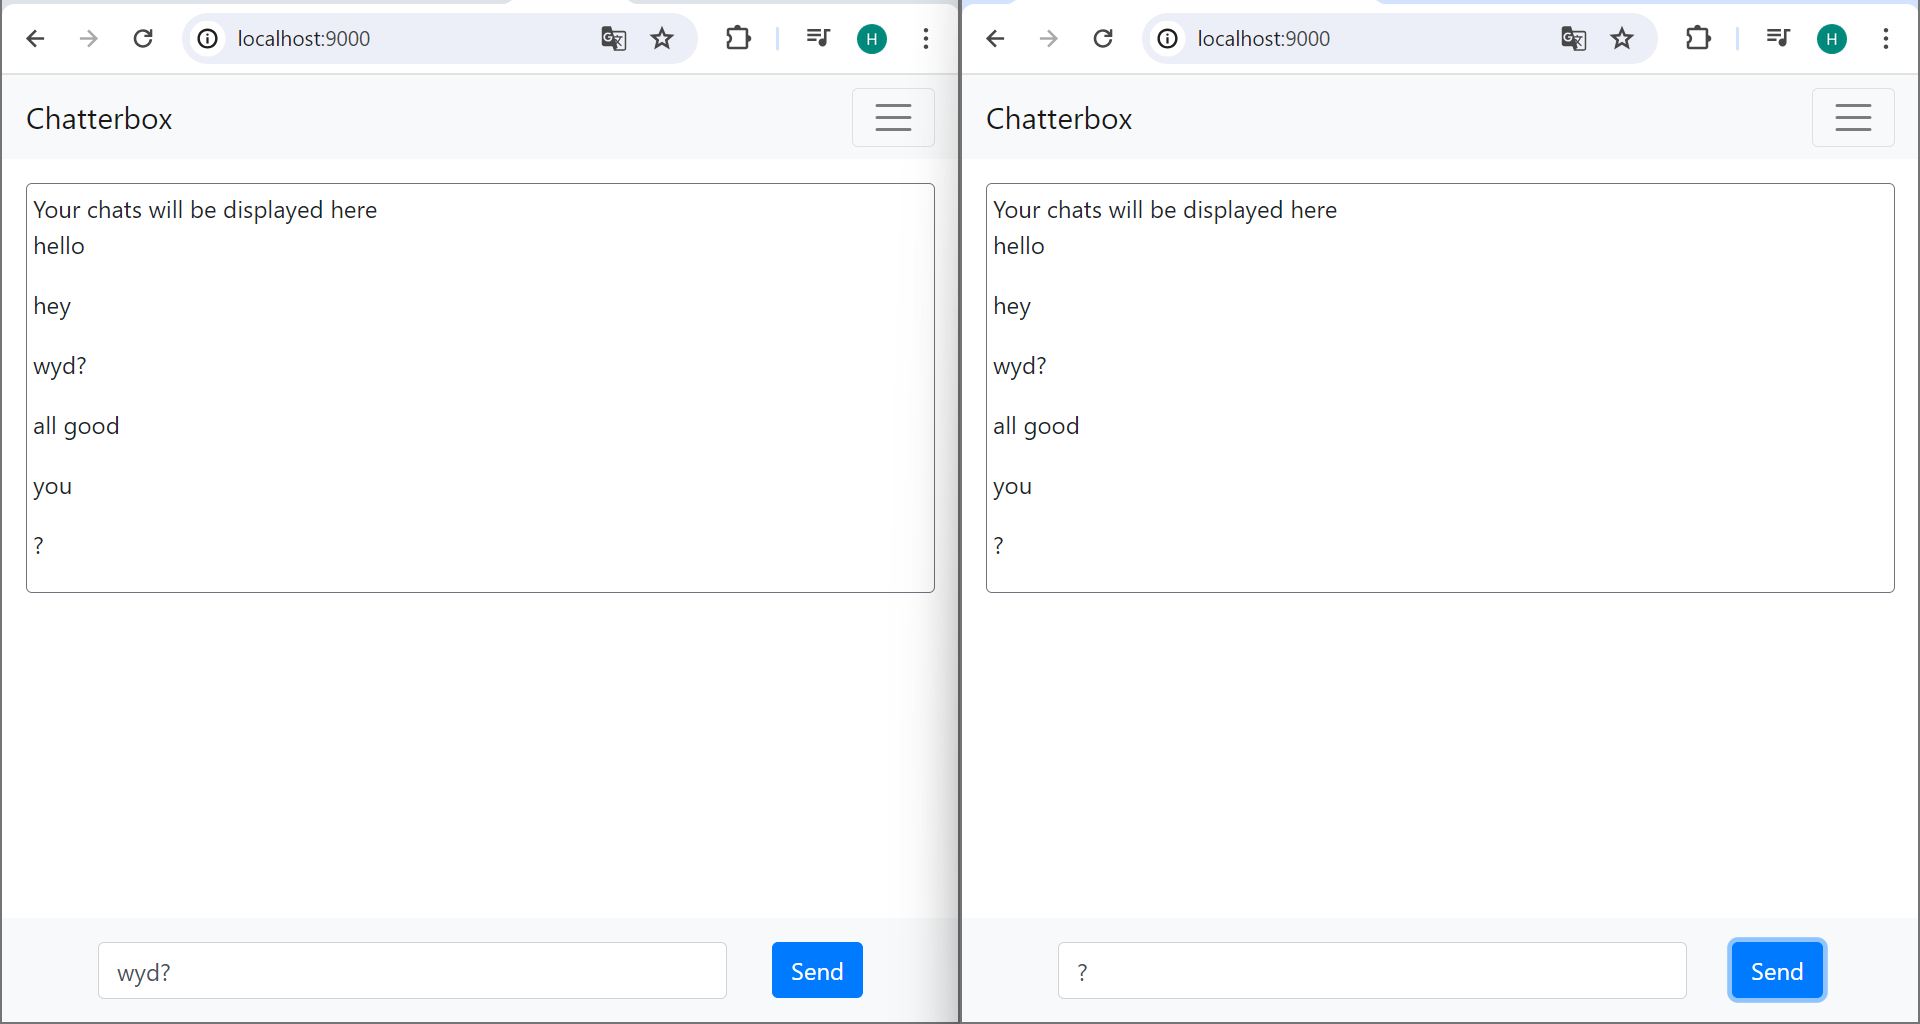 localhost:9000
H
Chatterbox
Your chats will be displayed here
hello
hey
wyd?
all good
you
?
wyd?
Send
localhost:9000
H
Chatterbox
Your chats will be displayed here
hello
hey
wyd?
all good
you
?
?
Send